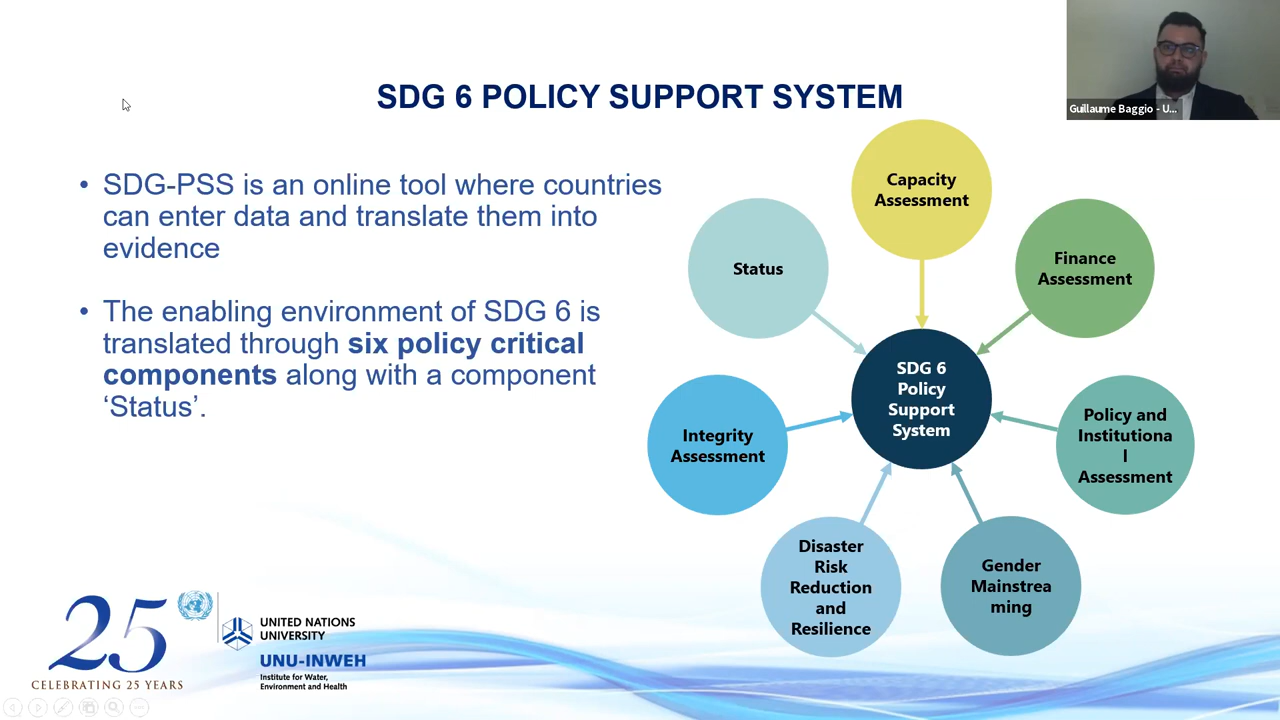 SDG 6 POLICY SUPPORT SYSTEM
Guillaume Baggio - U...
• SDG-PSS is an online tool where countries
can enter data and translate them into
evidence
• The enabling environment of SDG 6 is
translated through six policy critical
components along with a component
‘Status’.
Capacity
Assessment
Status
Finance
Assessment
SDG 6
Policy
Support
System
Integrity
Assessment
Policy and
Institutiona
l
Assessment
Disaster
Risk
Reduction
and
Resilience
Gender
Mainstrea
ming
25
CELEBRATING 25 YEARS
UNITED NATIONS
UNIVERSITY
UNU-INWEH
Institute for Water,
Environment and Health